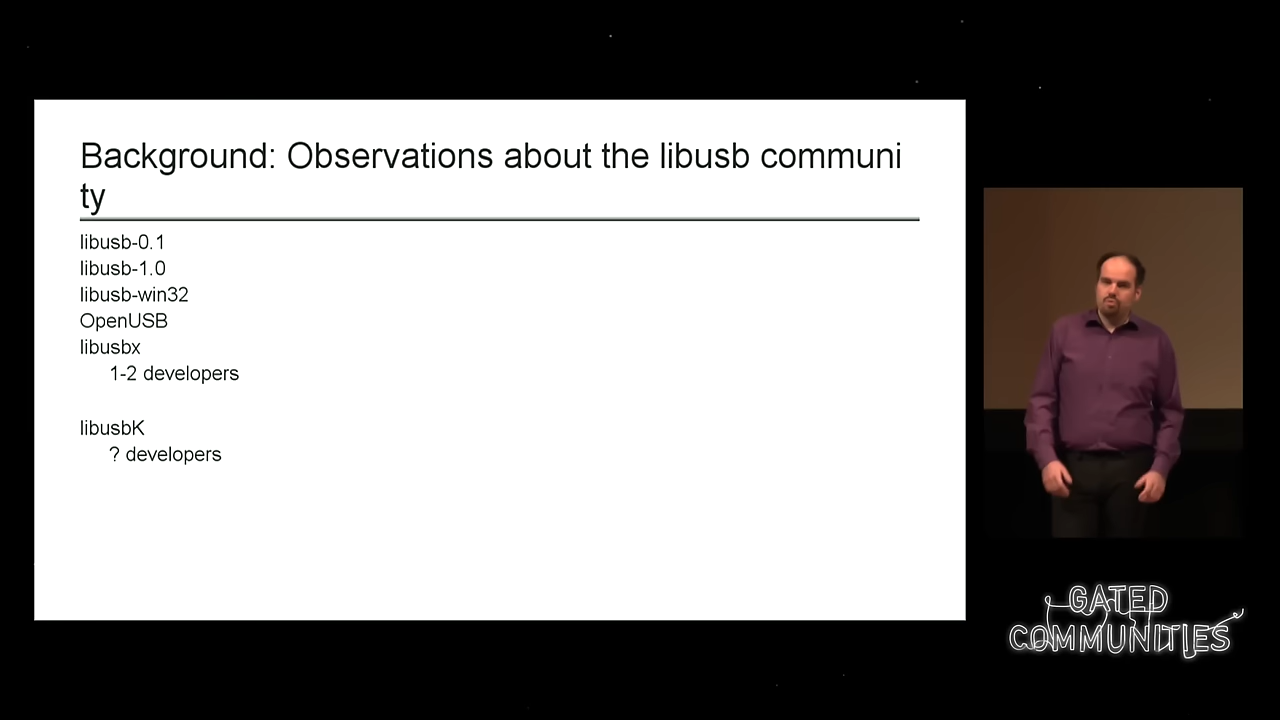 Background: Observations about the libusb communi
ty
libusb-0.1
libusb-1.0
libusb-win32
OpenUSB
libusbx
1-2 developers
libusbK
? developers
GATED
COMMUNITIES